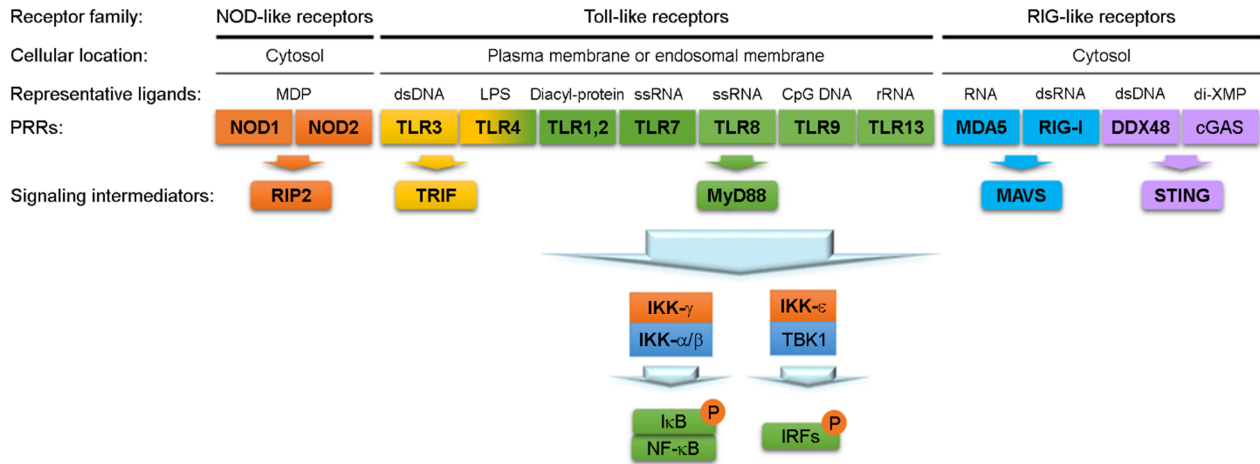 Receptor family: NOD-like receptors Toll-like receptors RIG-like receptors
Cellular location: Cytosol Plasma membrane or endosomal membrane Cytosol
Representative ligands: MDP dsDNA LPS Diacyl-protein ssRNA ssRNA CpG DNA rRNA RNA dsRNA dsDNA di-XMP
PRRs: NOD1 NOD2 TLR3 TLR4 TLR1,2 TLR7 TLR8 TLR9 TLR13 MDA5 RIG-I DDX48 cGAS
Signaling intermediators: RIP2 TRIF MyD88 MAVS STING
IKK-γ IKK-ε
IKK-α/β TBK1
IκB P
NF-κB
IRFs P